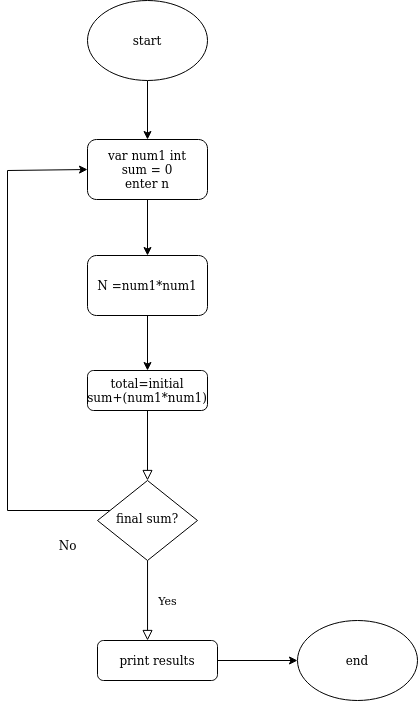 start
var num1 int
sum = 0
enter n
N =num1*num1
total=initial
sum+(num1*num1)
final sum?
No
Yes
print results
end